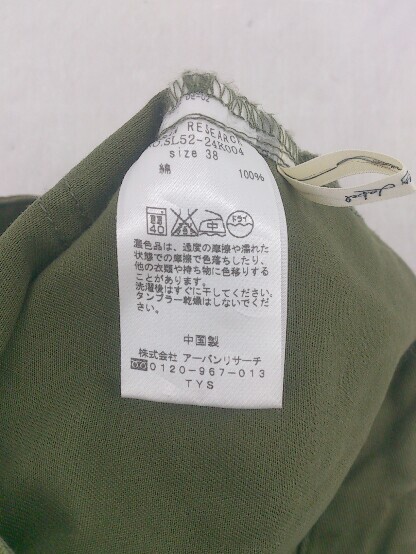 RESEARCH
NO.SL52-24K004
size 38
綿 100%
40
ドライ
濃色品は、過度の摩擦や濡れた
状態での摩擦で色落ちしたり、
他の衣類や持ち物に色移りする
ことがあります。
洗濯後はすぐに干してください。
タンブラー乾燥はしないでくだ
さい。
中国製
株式会社 アーバンリサーチ
0120-967-013
TYS